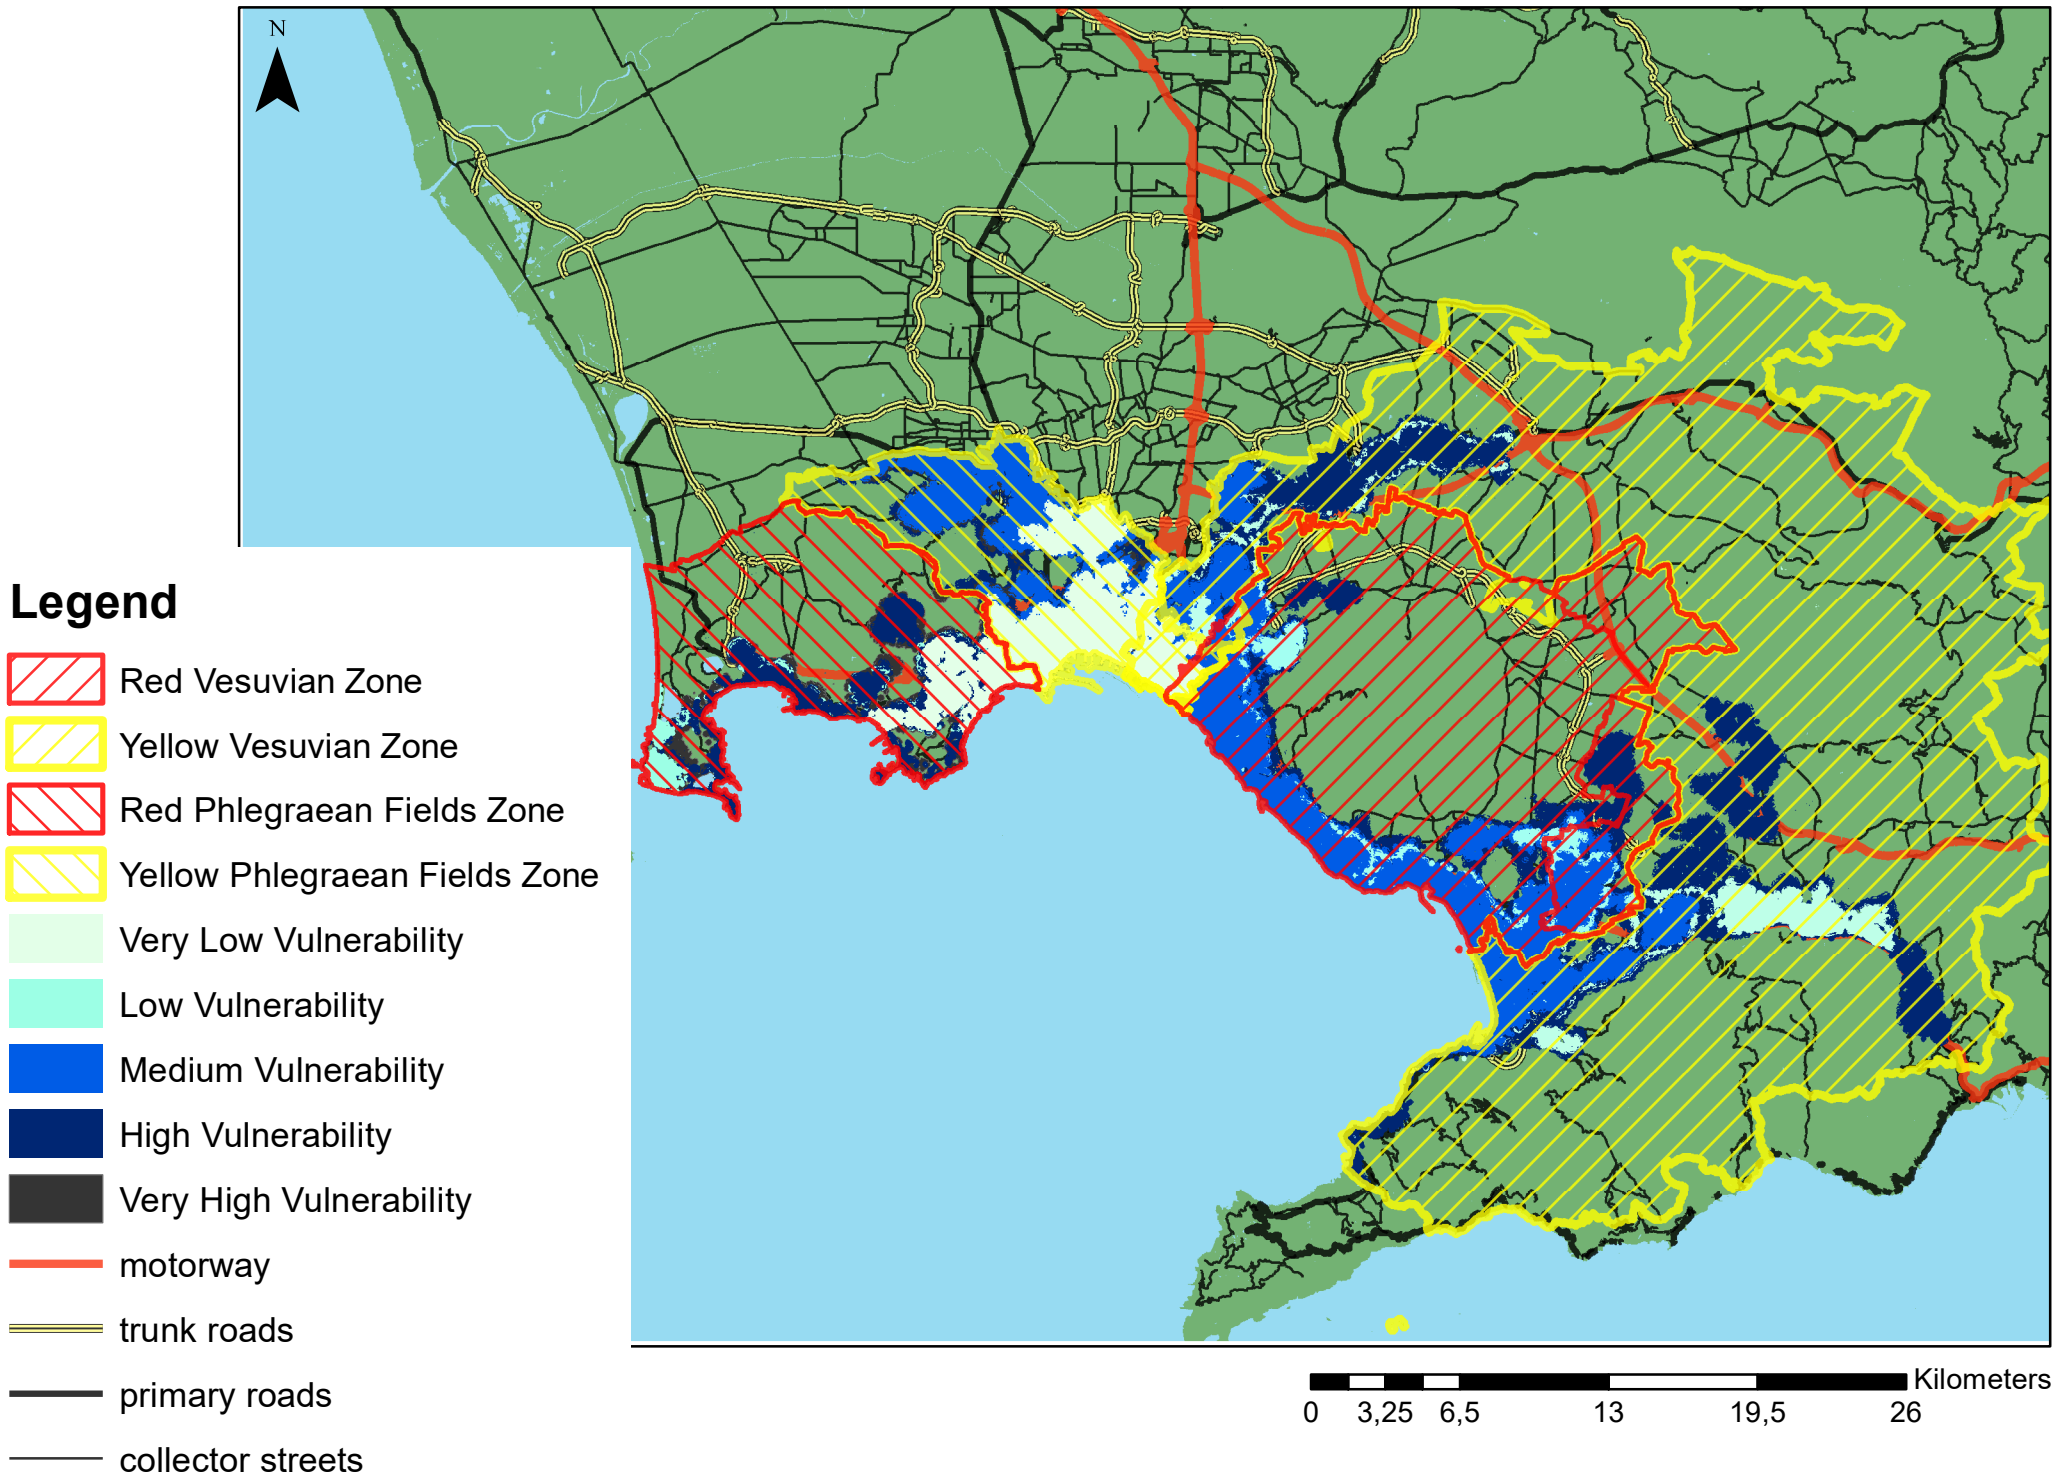 N
Legend
Red Vesuvian Zone
Yellow Vesuvian Zone
Red Phlegraean Fields Zone
Yellow Phlegraean Fields Zone
Very Low Vulnerability
Low Vulnerability
Medium Vulnerability
High Vulnerability
Very High Vulnerability
motorway
trunk roads
primary roads
collector streets
Kilometers
0 3,25 6,5 13 19,5 26